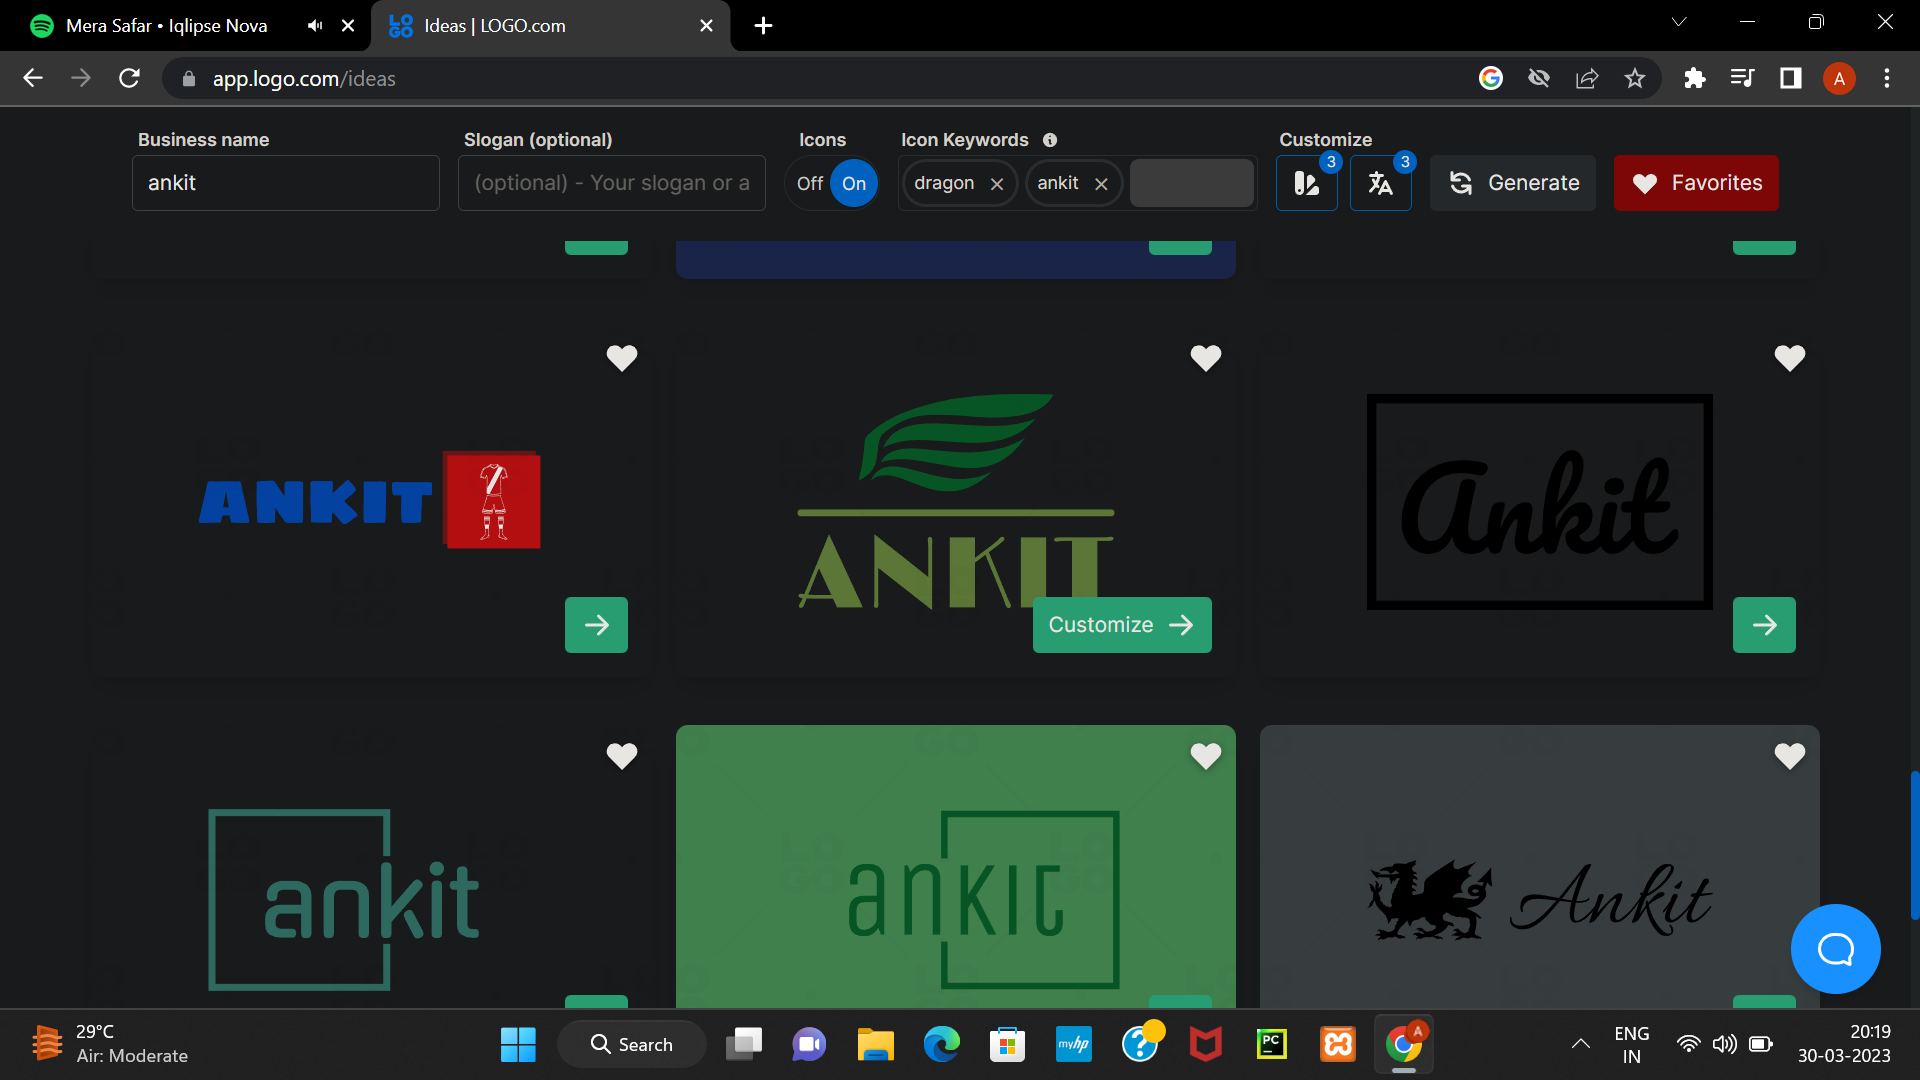 Mera Safar • Iqlipse Nova
Ideas | LOGO.com
app.logo.com/ideas
Business name
Slogan (optional)
Icons
Icon Keywords
Customize
ankit
(optional) - Your slogan or a
Off
On
dragon
ankit
3
3
Generate
Favorites
ANKIT
ANKIT
Ankit
Customize
ankit
ankit
Ankit
29°C
Air: Moderate
Search
myhp
PC
A
ENG
IN
20:19
30-03-2023